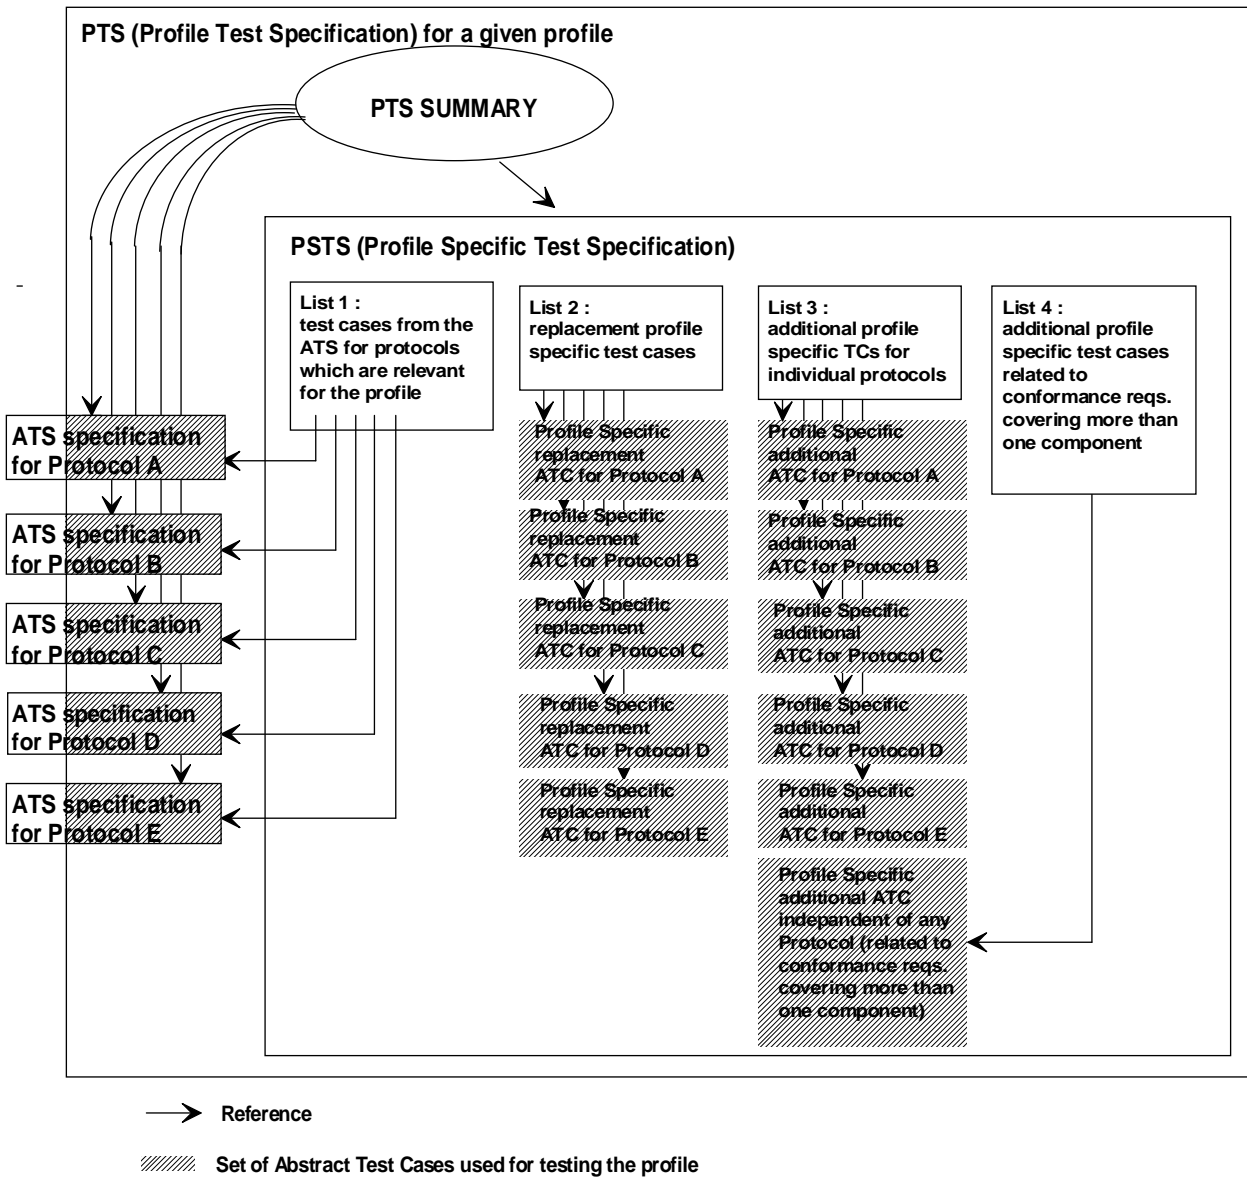 PTS (Profile Test Specification) for a given profile
PTS SUMMARY
PSTS (Profile Specific Test Specification)
List 1 :
test cases from the
ATS for protocols
which are relevant
for the profile
List 2 :
replacement profile
specific test cases
List 3 :
additional profile
specific TCs for
individual protocols
List 4 :
additional profile
specific test cases
related to
conformance reqs.
covering more than
one component
ATS specification
for Protocol A
ATS specification
for Protocol B
ATS specification
for Protocol C
ATS specification
for Protocol D
ATS specification
for Protocol E
Profile Specific
replacement
ATC for Protocol A
Profile Specific
replacement
ATC for Protocol B
Profile Specific
replacement
ATC for Protocol C
Profile Specific
replacement
ATC for Protocol D
Profile Specific
replacement
ATC for Protocol E
Profile Specific
additional
ATC for Protocol A
Profile Specific
additional
ATC for Protocol B
Profile Specific
additional
ATC for Protocol C
Profile Specific
additional
ATC for Protocol D
Profile Specific
additional
ATC for Protocol E
Profile Specific
additional ATC
indepandent of any
Protocol (related to
conformance reqs.
covering more than
one component)
Reference
Set of Abstract Test Cases used for testing the profile